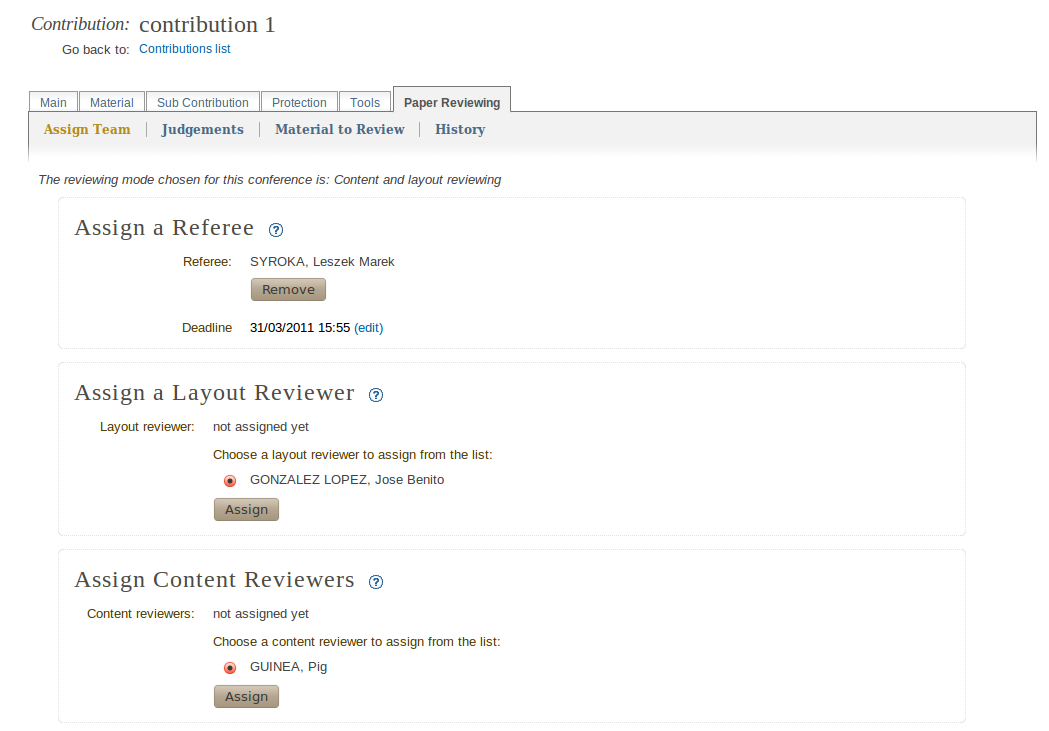 Contribution: contribution 1
Go back to: Contributions list
Main Material Sub Contribution Protection Tools Paper Reviewing
Assign Team Judgements Material to Review History
The reviewing mode chosen for this conference is: Content and layout reviewing
Assign a Referee ?
Referee: SYROKA, Leszek Marek
Remove
Deadline 31/03/2011 15:55 (edit)
Assign a Layout Reviewer ?
Layout reviewer: not assigned yet
Choose a layout reviewer to assign from the list:
GONZALEZ LOPEZ, Jose Benito
Assign
Assign Content Reviewers ?
Content reviewers: not assigned yet
Choose a content reviewer to assign from the list:
GUINEA, Pig
Assign